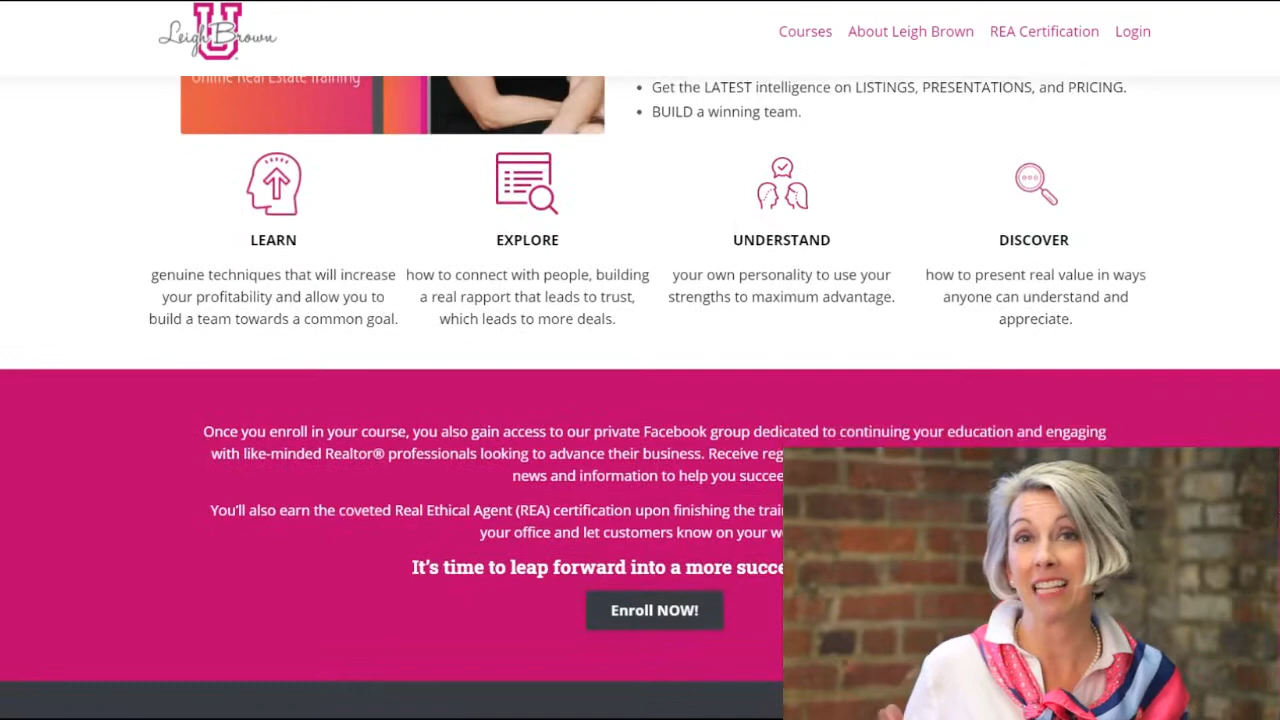 Leigh Brown
U
Courses
About Leigh Brown
REA Certification
Login
Online Real Estate Training
Get the LATEST intelligence on LISTINGS, PRESENTATIONS, and PRICING.
BUILD a winning team.
LEARN
genuine techniques that will increase
your profitability and allow you to
build a team towards a common goal.
EXPLORE
how to connect with people, building
a real rapport that leads to trust,
which leads to more deals.
UNDERSTAND
your own personality to use your
strengths to maximum advantage.
DISCOVER
how to present real value in ways
anyone can understand and
appreciate.
Once you enroll in your course, you also gain access to our private Facebook group dedicated to continuing your education and engaging
with like-minded Realtor® professionals looking to advance their business. Receive reg
news and information to help you succee
You'll also earn the coveted Real Ethical Agent (REA) certification upon finishing the trai
your office and let customers know on your w
It's time to leap forward into a more succe
Enroll NOW!